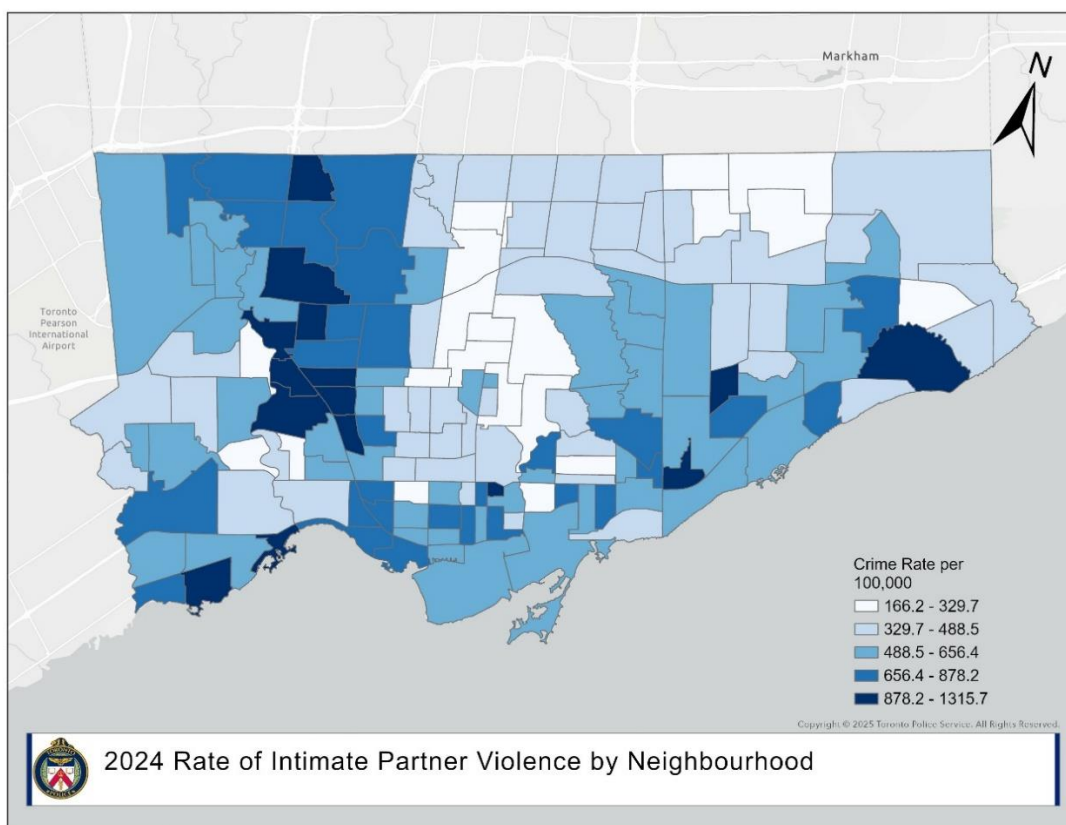 Markham
N
Toronto
Pearson
International
Airport
Crime Rate per
100,000
166.2 - 329.7
329.7 - 488.5
488.5 - 656.4
656.4 - 878.2
878.2 - 1315.7
Copyright © 2025 Toronto Police Service. All Rights Reserved.
TORONTO
POLICE
2024 Rate of Intimate Partner Violence by Neighbourhood